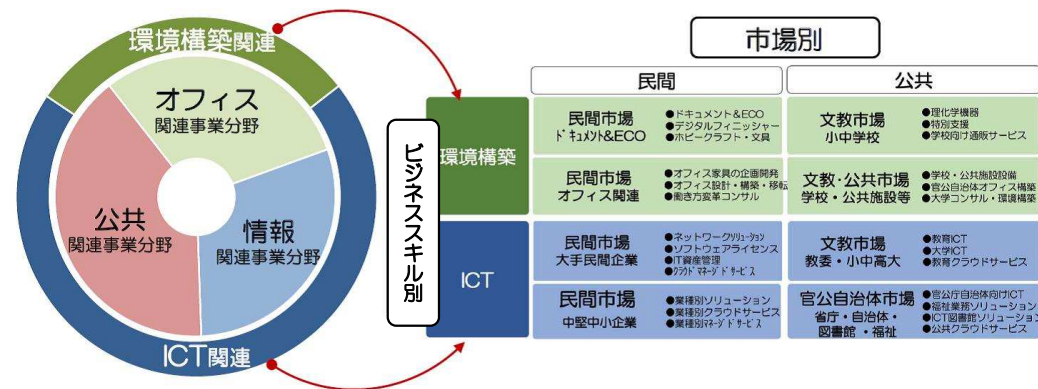 環境構築関連
オフィス
関連事業分野
公共
関連事業分野
情報
関連事業分野
ICT関連
市場別
民間
公共
ビジネススキル別
環境構築
民間市場
ドキュメント&ECO
●ドキュメント&ECO
●デジタルフィニッシャー
●ホビークラフト・文具
文教市場
小中学校
●理化学機器
●特別支援
●学校向け通販サービス
民間市場
オフィス関連
●オフィス家具の企画開発
●オフィス設計・構築・移転
●働き方変革コンサル
文教・公共市場
学校・公共施設等
●学校・公共施設設備
●官公自治体オフィス構築
●大学コンサル・環境構築
ICT
民間市場
大手民間企業
●ネットワークソリューション
●ソフトウェアライセンス
●IT資産管理
●クラウドマネージドサービス
文教市場
教委・小中高大
●教育ICT
●大学ICT
●教育クラウドサービス
民間市場
中堅中小企業
●業種別ソリューション
●業種別クラウドサービス
●業種別マネージドサービス
官公自治体市場
省庁・自治体・
図書館・福祉
●官公庁自治体向けICT
●福祉業務ソリューション
●ICT図書館ソリューション
●公共クラウドサービス